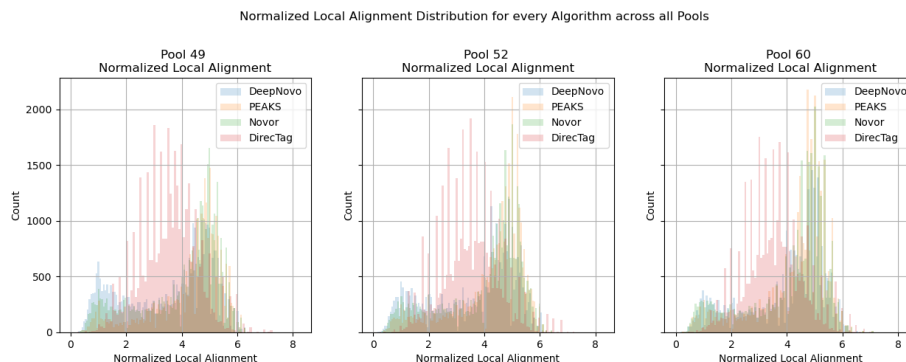 Normalized Local Alignment Distribution for every Algorithm across all Pools
Pool 49
Normalized Local Alignment
Pool 52
Normalized Local Alignment
Pool 60
Normalized Local Alignment
DeepNovo
PEAKS
Novor
DirecTag
DeepNovo
PEAKS
Novor
DirecTag
DeepNovo
PEAKS
Novor
DirecTag
2000
1500
1000
500
0
Count
Count
Count
0 2 4 6 8
0 2 4 6 8
0 2 4 6 8
Normalized Local Alignment
Normalized Local Alignment
Normalized Local Alignment